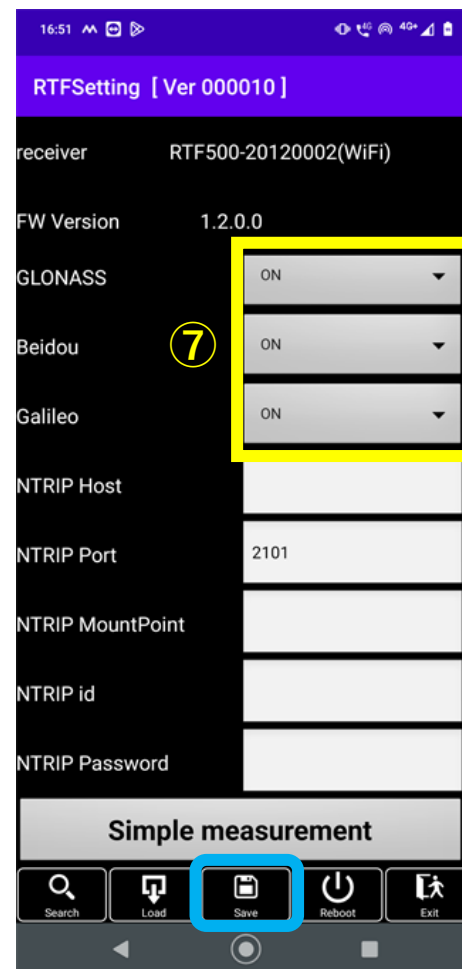 16:51 4G 4G+
RTFSetting [ Ver 000010 ]
receiver RTF500-20120002(WiFi)
FW Version 1.2.0.0
GLONASS ON
Beidou ⑦ ON
Galileo ON
NTRIP Host
NTRIP Port 2101
NTRIP MountPoint
NTRIP id
NTRIP Password
Simple measurement
Search Load Save Reboot Exit